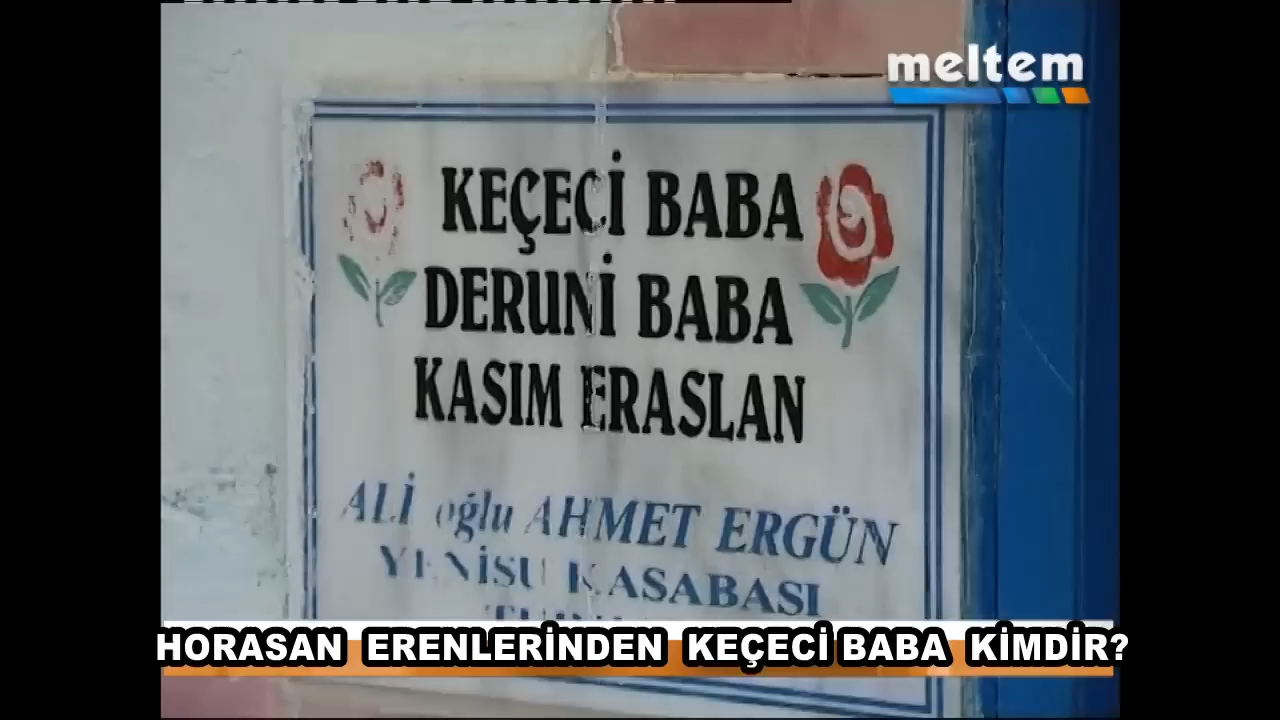 meltem
KEÇECİ BABA
DERUNİ BABA
KASIM ERASLAN
ALİ oğlu AHMET ERGÜN
YENİSU KASABASI
HORASAN ERENLERİNDEN KEÇECİ BABA KİMDİR?